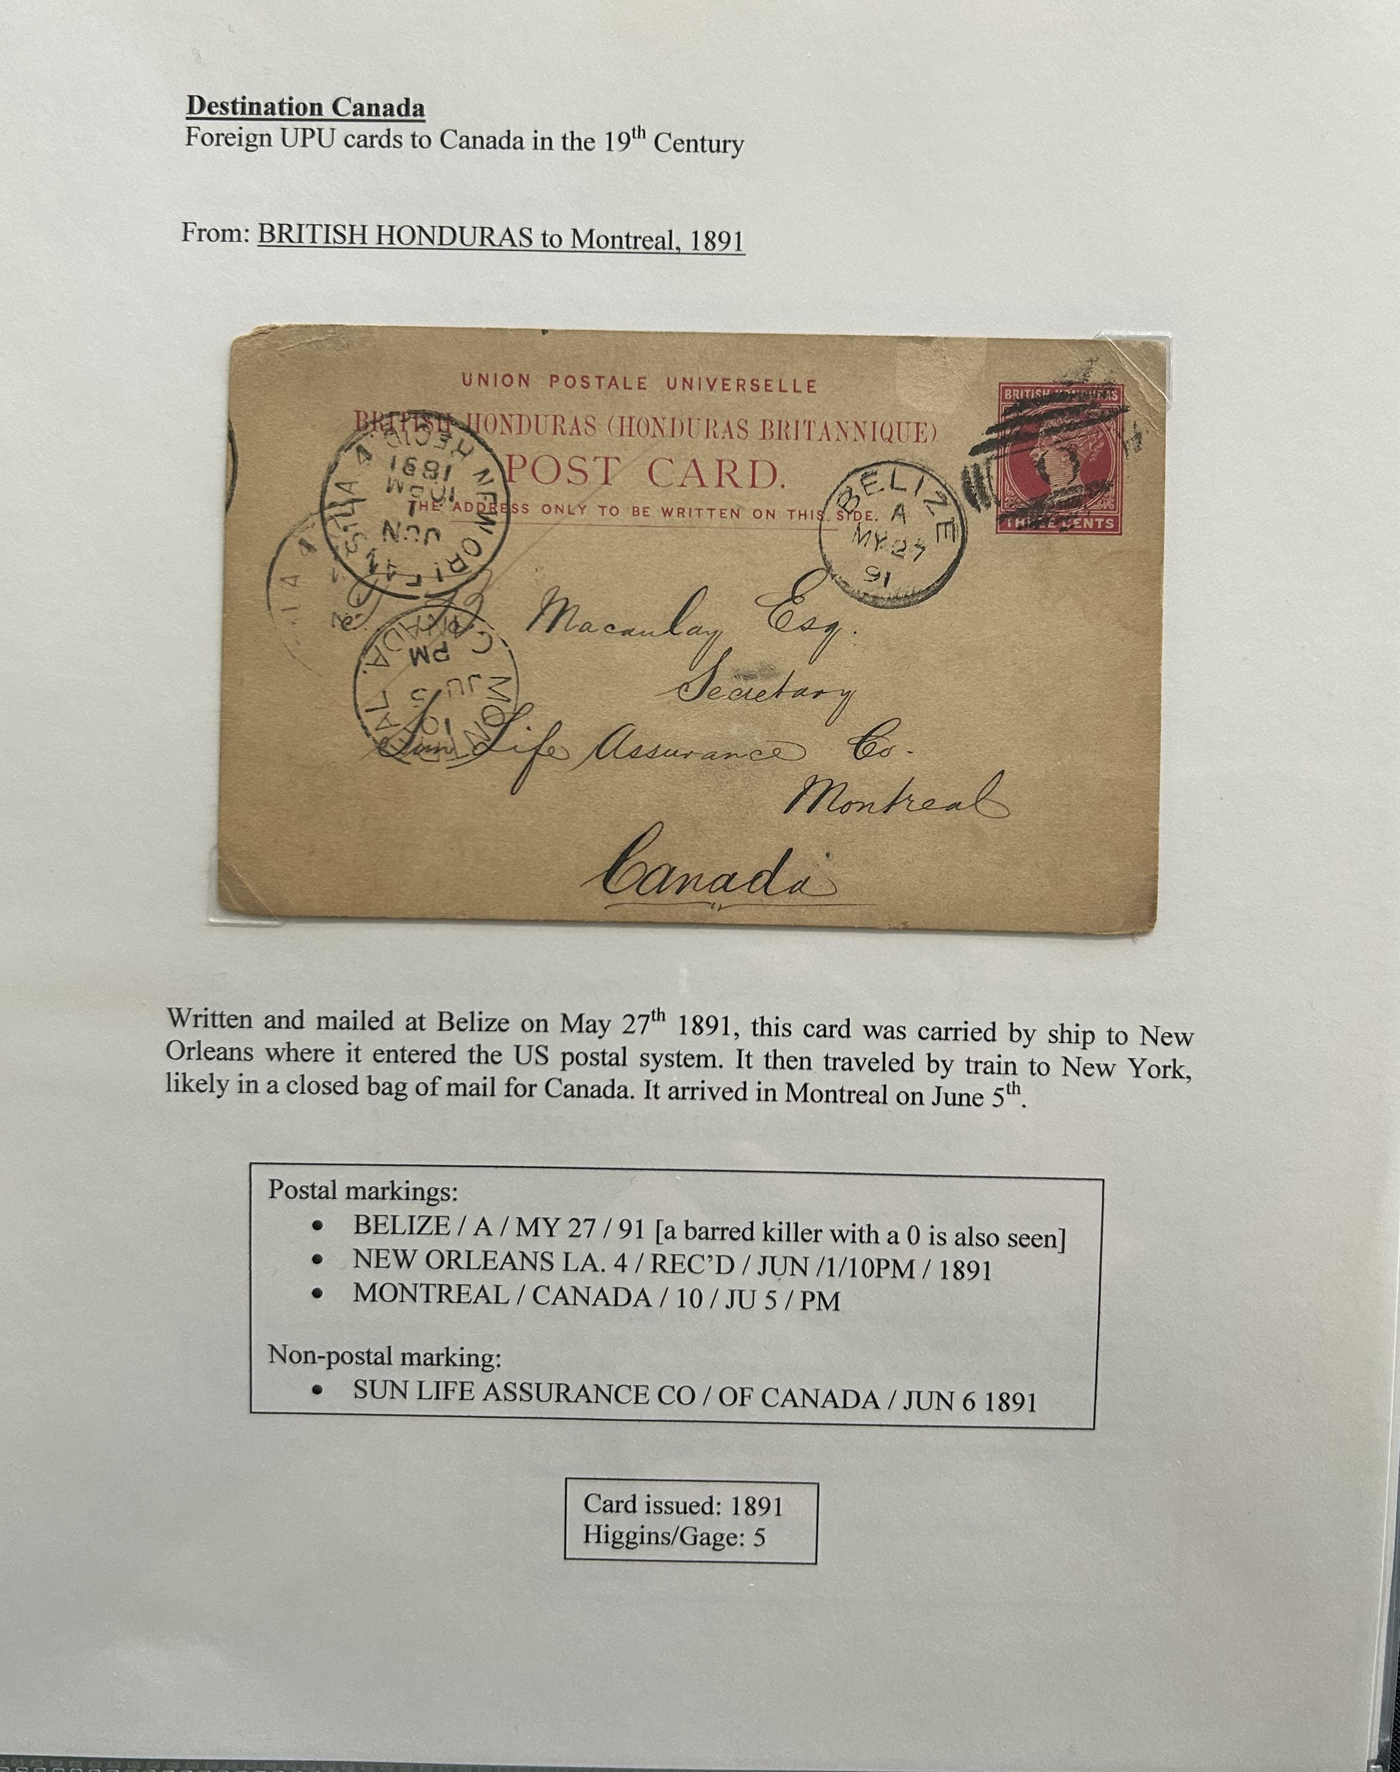 Destination Canada
Foreign UPU cards to Canada in the 19th Century
From: BRITISH HONDURAS to Montreal, 1891
UNION POSTALE UNIVERSELLE
BRITISH HONDURAS (HONDURAS BRITANNIQUE)
POST CARD.
THE ADDRESS ONLY TO BE WRITTEN ON THIS SIDE.
BRITISH HONDURAS
THREE CENTS
BELIZE
A
MY 27
91
NEW ORLEANS LA. 4
REC'D
1891
10PM
1
JUN
MONTREAL
CANADA
PM
JU 5
10
Macaulay Esq.
Secretary
Sun Life Assurance Co.
Montreal
Canada
Written and mailed at Belize on May 27th 1891, this card was carried by ship to New
Orleans where it entered the US postal system. It then traveled by train to New York,
likely in a closed bag of mail for Canada. It arrived in Montreal on June 5th.
Postal markings:
• BELIZE / A / MY 27 / 91 [a barred killer with a 0 is also seen]
• NEW ORLEANS LA. 4 / REC'D / JUN /1/10PM / 1891
• MONTREAL / CANADA / 10 / JU 5 / PM
Non-postal marking:
• SUN LIFE ASSURANCE CO / OF CANADA / JUN 6 1891
Card issued: 1891
Higgins/Gage: 5